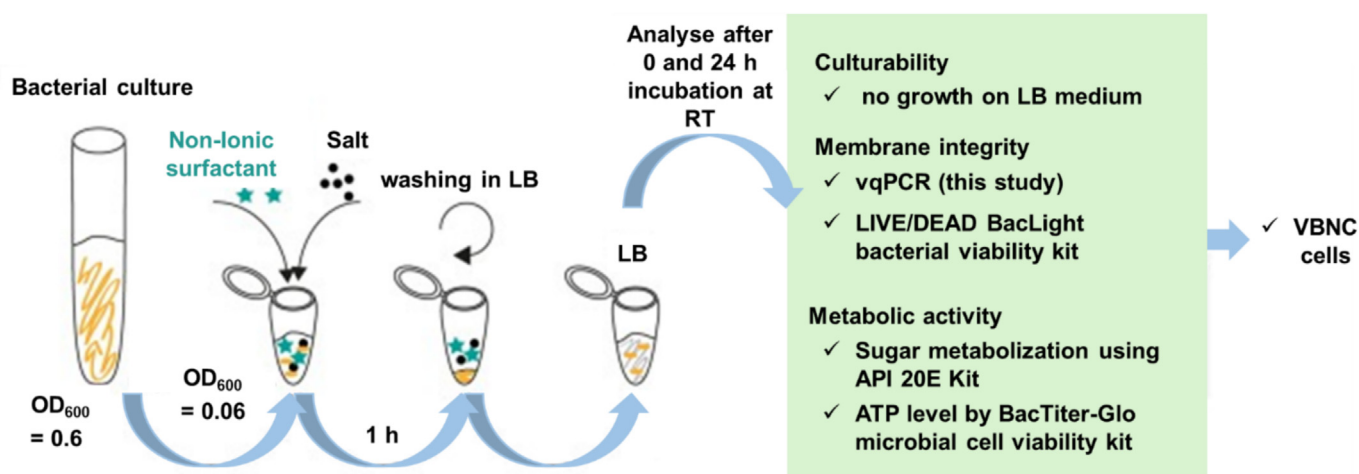 Bacterial culture
OD600
= 0.6
Non-Ionic
surfactant
Salt
OD600
= 0.06
1 h
washing in LB
LB
Analyse after
0 and 24 h
incubation at
RT
Culturability
✓ no growth on LB medium
Membrane integrity
✓ vqPCR (this study)
✓ LIVE/DEAD BacLight
bacterial viability kit
Metabolic activity
✓ Sugar metabolization using
API 20E Kit
✓ ATP level by BacTiter-Glo
microbial cell viability kit
✓ VBNC
cells